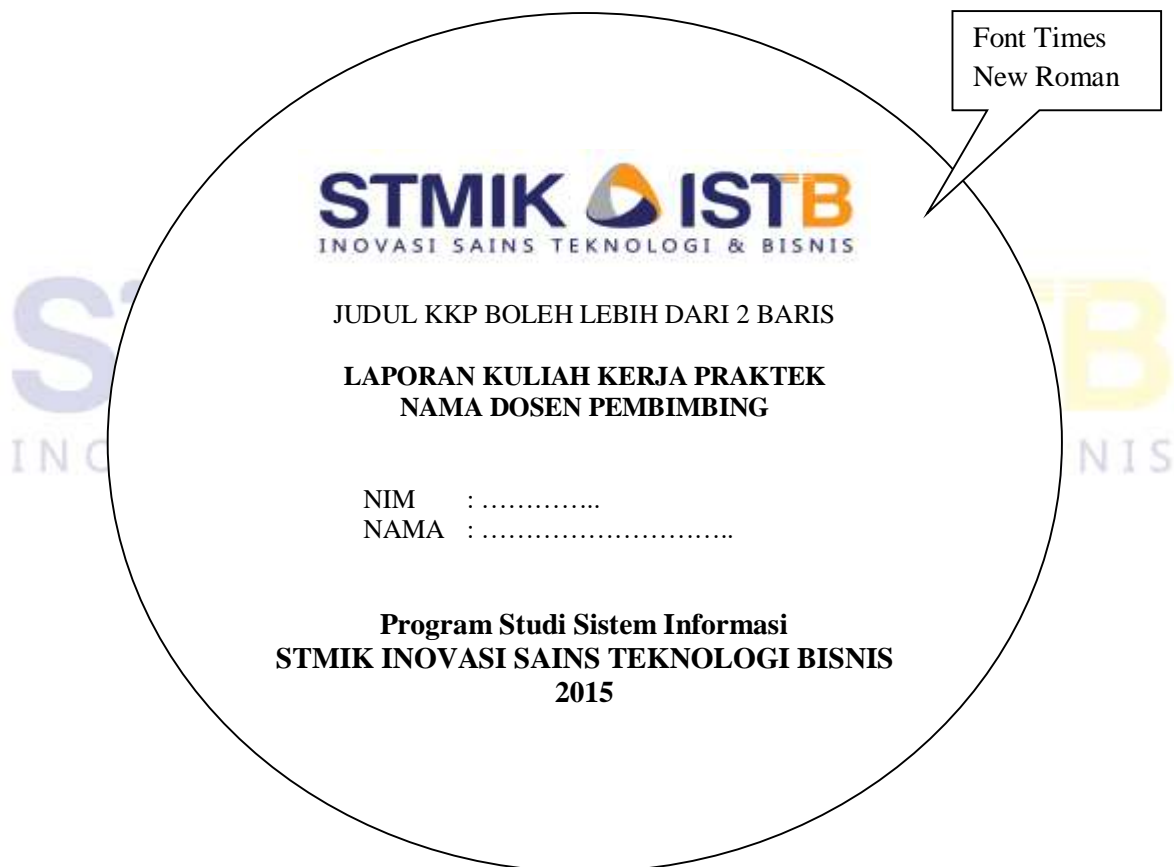 Font Times
New Roman
STMIK ISTB
INOVASI SAINS TEKNOLOGI & BISNIS
JUDUL KKP BOLEH LEBIH DARI 2 BARIS
LAPORAN KULIAH KERJA PRAKTEK
NAMA DOSEN PEMBIMBING
NIM : …………..
NAMA : ………………………..
Program Studi Sistem Informasi
STMIK INOVASI SAINS TEKNOLOGI BISNIS
2015